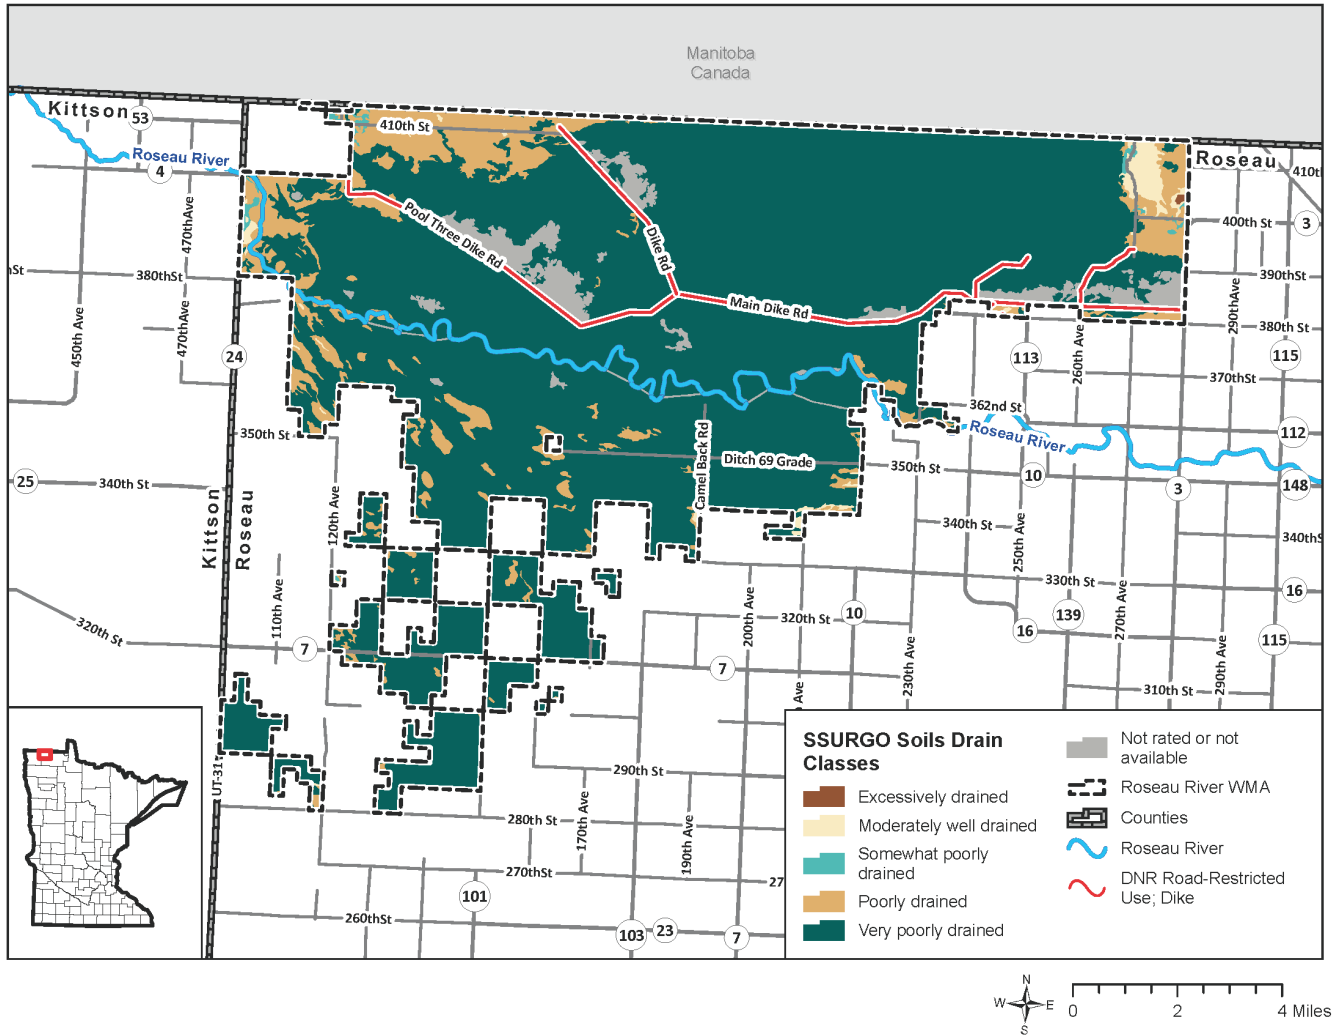 Manitoba
Canada
Kittson
53
410th St
Roseau
Roseau River
4
410t
470thAve
Pool Three Dike Rd
Dike Rd
400th St
3
hSt
380thSt
390thSt
Main Dike Rd
290thAve
450th Ave
470thAve
380th St
24
113
260th Ave
115
370thSt
362nd St
350th St
Camel Back Rd
Roseau River
112
Ditch 69 Grade
350th St
10
25
340th St
3
148
Kittson
Roseau
120th Ave
340th St
250th Ave
340thS
330th St
16
110th Ave
200th Ave
320th St
10
139
270th Ave
320th St
16
115
7
7
230th Ave
290th Ave
310th St
Ave
UT-31
290th St
170th Ave
190th Ave
280th St
270thSt
27
101
260thSt
103
23
7
SSURGO Soils Drain
Classes
Excessively drained
Moderately well drained
Somewhat poorly
drained
Poorly drained
Very poorly drained
Not rated or not
available
Roseau River WMA
Counties
Roseau River
DNR Road-Restricted
Use; Dike
N
W
E
S
0
2
4 Miles